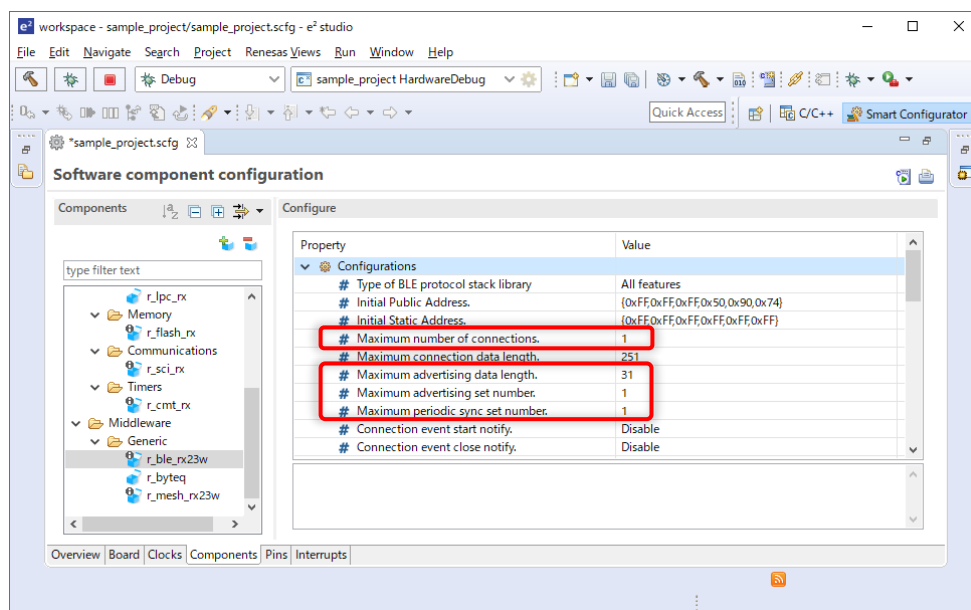 e² workspace - sample_project/sample_project.scfg - e² studio
File Edit Navigate Search Project Renesas Views Run Window Help
Debug sample_project HardwareDebug
Quick Access C/C++ Smart Configurator
*sample_project.scfg
Software component configuration
Components Configure
Property Value
type filter text
Configurations
# Type of BLE protocol stack library All features
# Initial Public Address. {0xFF,0xFF,0xFF,0x50,0x90,0x74}
# Initial Static Address. {0xFF,0xFF,0xFF,0xFF,0xFF,0xFF}
# Maximum number of connections. 1
# Maximum connection data length. 251
# Maximum advertising data length. 31
# Maximum advertising set number. 1
# Maximum periodic sync set number. 1
# Connection event start notify. Disable
# Connection event close notify. Disable
r_lpc_rx
Memory
r_flash_rx
Communications
r_sci_rx
Timers
r_cmt_rx
Middleware
Generic
r_ble_rx23w
r_byteq
r_mesh_rx23w
Overview Board Clocks Components Pins Interrupts